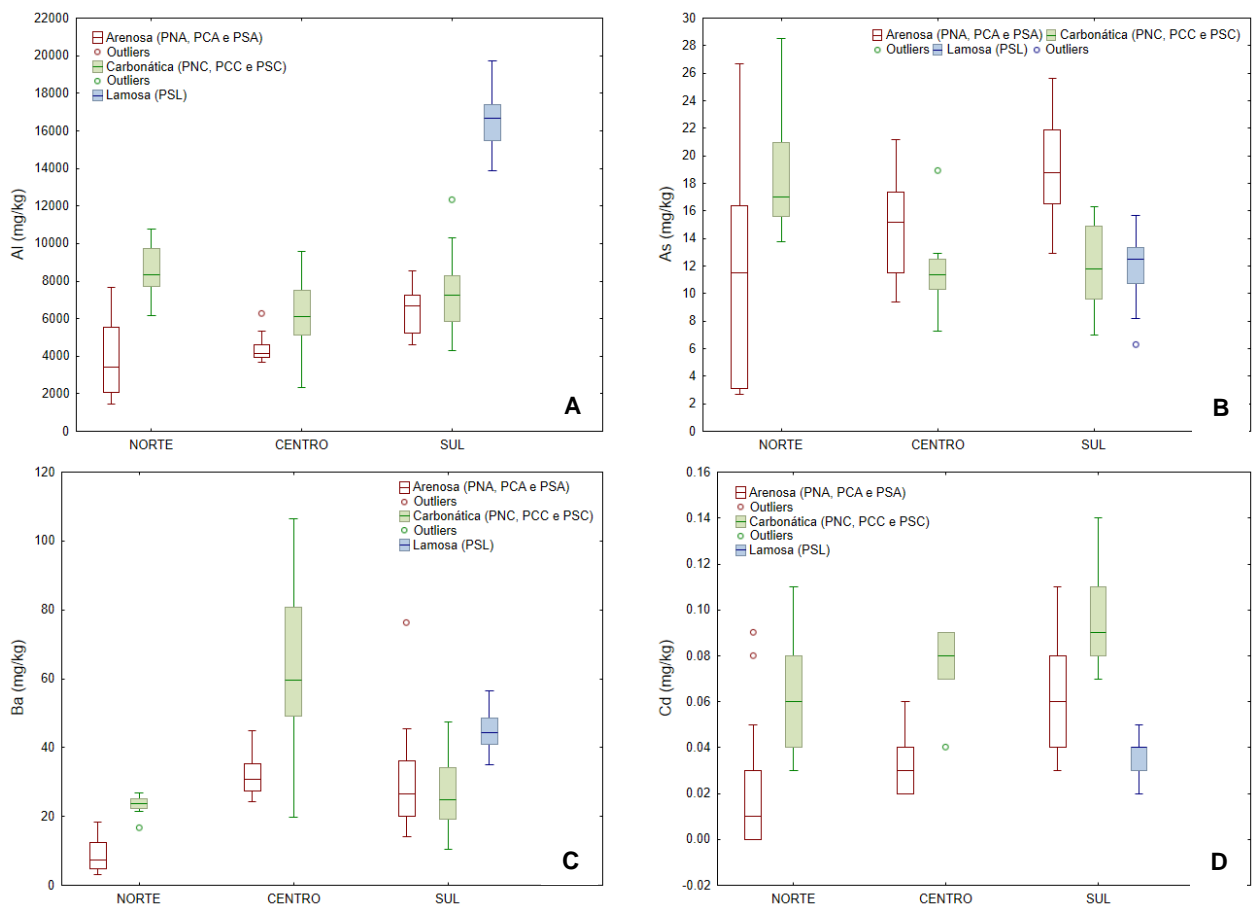 22000
20000
18000
16000
14000
12000
10000
8000
6000
4000
2000
0
Al (mg/kg)
Arenosa (PNA, PCA e PSA)
Outliers
Carbonática (PNC, PCC e PSC)
Outliers
Lamosa (PSL)
A
NORTE CENTRO SUL
30
28
26
24
22
20
18
16
14
12
10
8
6
4
2
0
As (mg/kg)
Arenosa (PNA, PCA e PSA) Carbonática (PNC, PCC e PSC)
Outliers Lamosa (PSL) Outliers
B
NORTE CENTRO SUL
120
100
80
60
40
20
0
Ba (mg/kg)
Arenosa (PNA, PCA e PSA)
Outliers
Carbonática (PNC, PCC e PSC)
Outliers
Lamosa (PSL)
C
NORTE CENTRO SUL
0.16
0.14
0.12
0.10
0.08
0.06
0.04
0.02
0.00
-0.02
Cd (mg/kg)
Arenosa (PNA, PCA e PSA)
Outliers
Carbonática (PNC, PCC e PSC)
Outliers
Lamosa (PSL)
D
NORTE CENTRO SUL